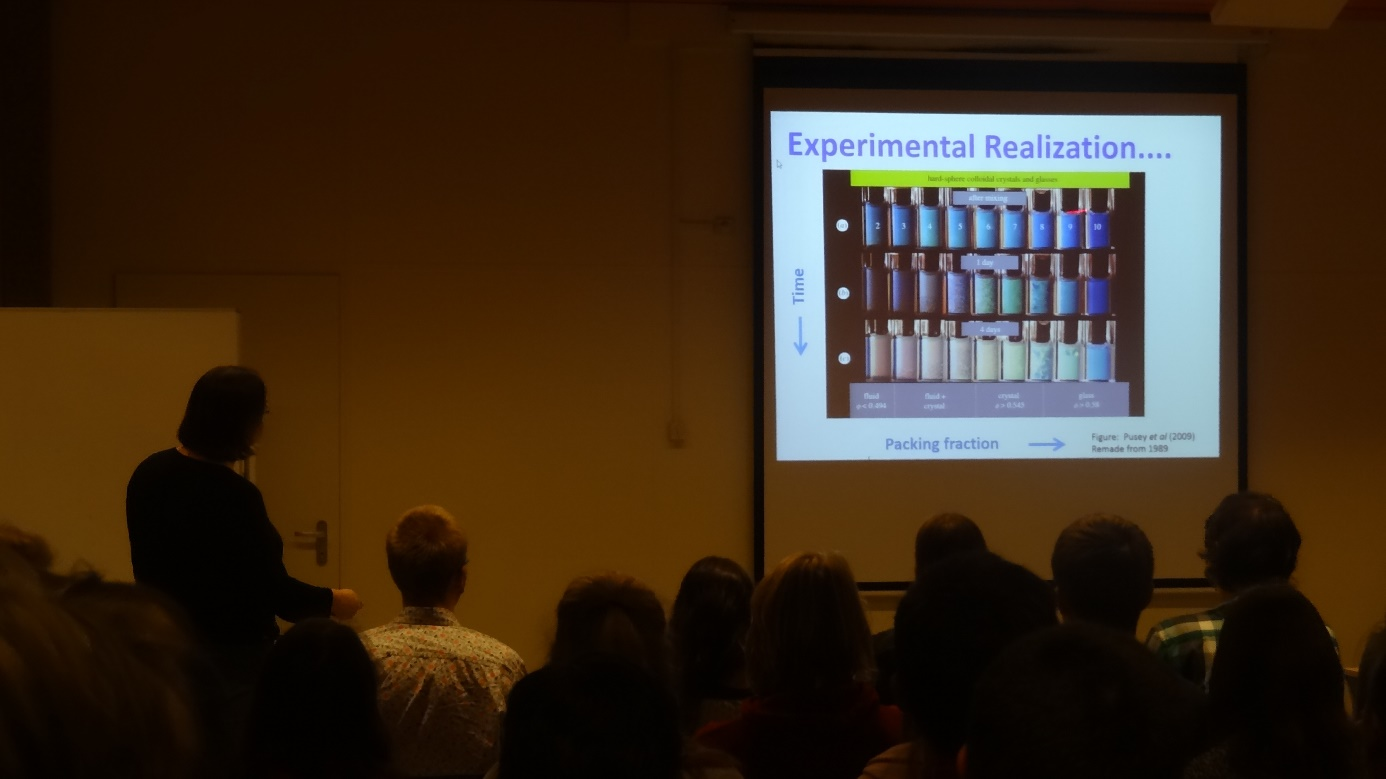 Experimental Realization....
hard-sphere colloidal crystals and glasses
after mixing
(a)
2 3 4 5 6 7 8 9 10
1 day
(b)
4 days
(c)
Time
fluid
fluid +
crystal
crystal
glass
φ < 0.494
φ > 0.545
φ > 0.58
Packing fraction
Figure: Pusey et al (2009)
Remade from 1989